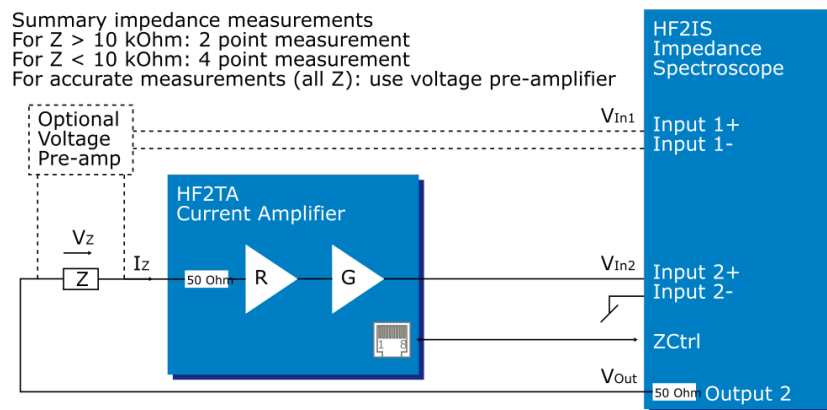 Summary impedance measurements
For Z > 10 kOhm: 2 point measurement
For Z < 10 kOhm: 4 point measurement
For accurate measurements (all Z): use voltage pre-amplifier
HF2IS
Impedance
Spectroscope
Optional
Voltage
Pre-amp
VIn1
Input 1+
Input 1-
HF2TA
Current Amplifier
VZ
Z
IZ
50 Ohm
R
G
VIn2
Input 2+
Input 2-
1 8
ZCtrl
VOut
50 Ohm
Output 2